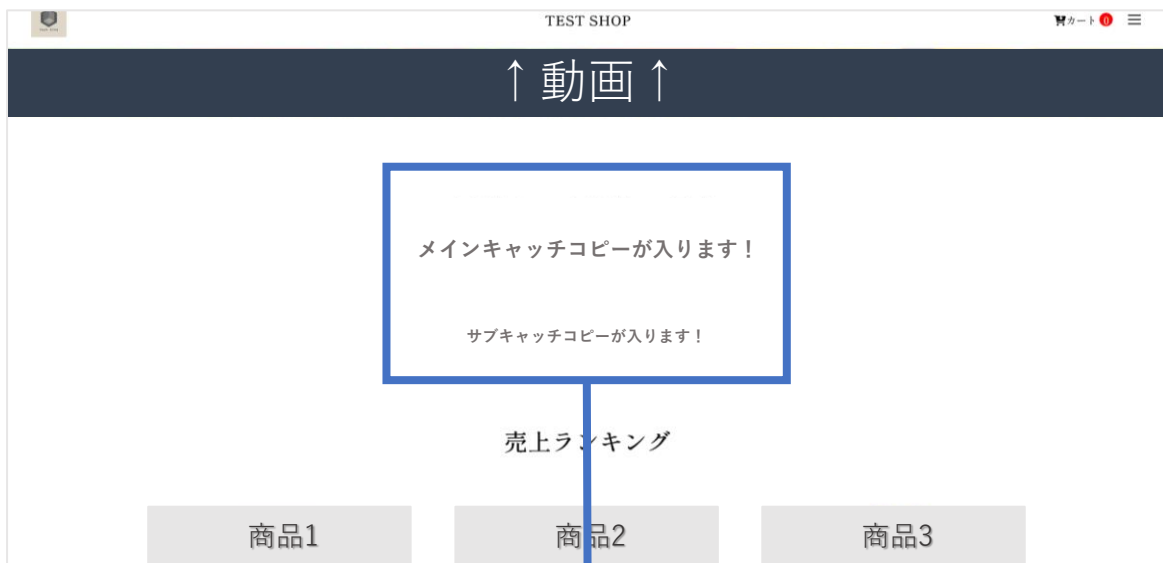 TEST SHOP
カート 0
↑動画↑
メインキャッチコピーが入ります！
サブキャッチコピーが入ります！
売上ランキング
商品1
商品2
商品3